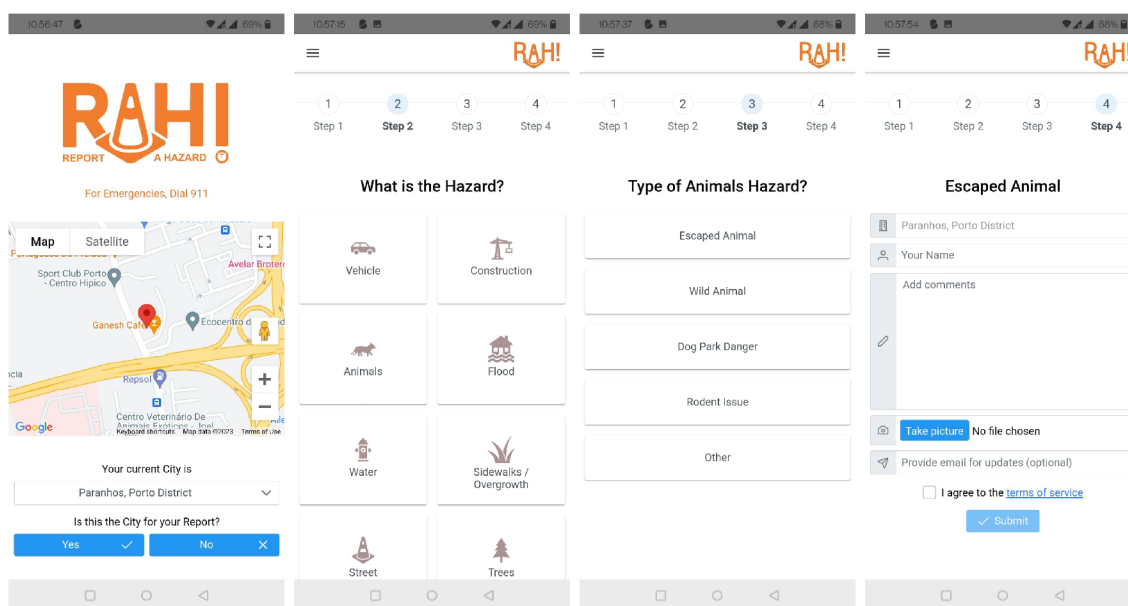 10:56:47
69%
RAHI
REPORT A HAZARD
For Emergencies, Dial 911
Map
Satellite
Avelar Brotero
Sport Club Porto
- Centro Hipico
Ganesh Cafe
Ecocentro d
Repsol
Centro Veterinário De
Animais Exóticos - Joel
Google
Keyboard shortcuts
Map data ©2023
Terms of Use
Your current City is
Paranhos, Porto District
Is this the City for your Report?
Yes
No
10:57:15
69%
RAH!
1
2
3
4
Step 1
Step 2
Step 3
Step 4
What is the Hazard?
Vehicle
Construction
Animals
Flood
Water
Sidewalks /
Overgrowth
Street
Trees
10:57:37
68%
RAH!
1
2
3
4
Step 1
Step 2
Step 3
Step 4
Type of Animals Hazard?
Escaped Animal
Wild Animal
Dog Park Danger
Rodent Issue
Other
10:57:54
68%
RAH!
1
2
3
4
Step 1
Step 2
Step 3
Step 4
Escaped Animal
Paranhos, Porto District
Your Name
Add comments
Take picture
No file chosen
Provide email for updates (optional)
I agree to the terms of service
Submit